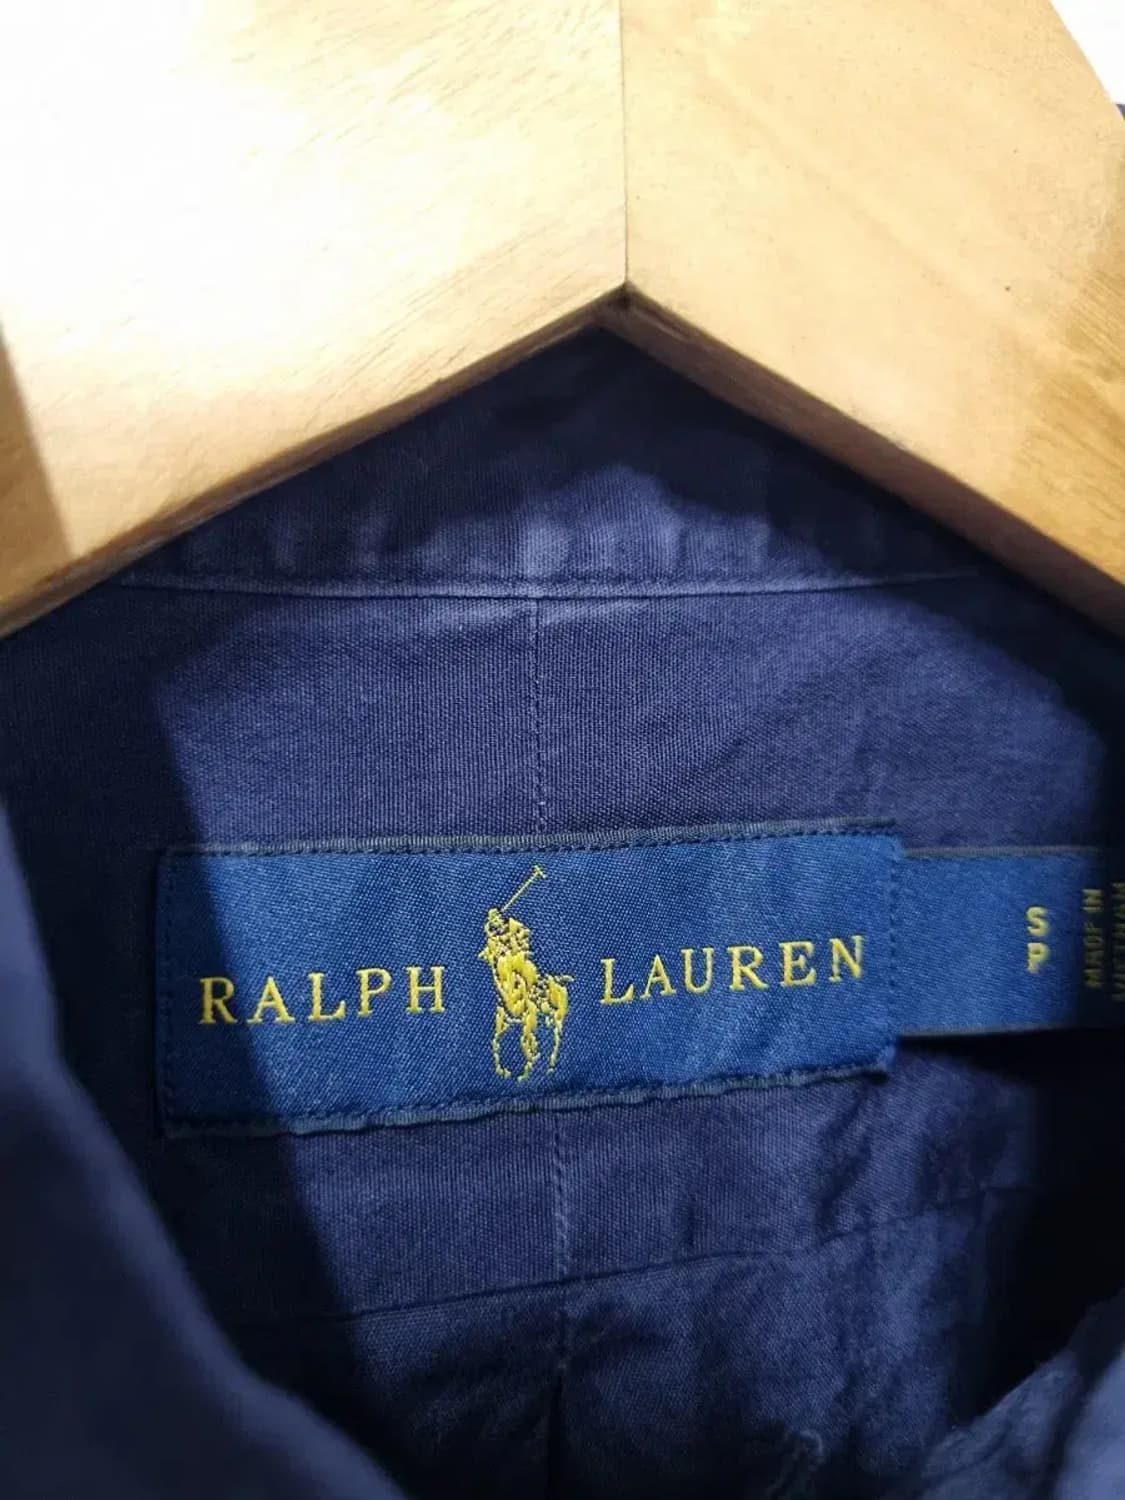 RALPH LAUREN
S
P
MADE IN
VIETNAM